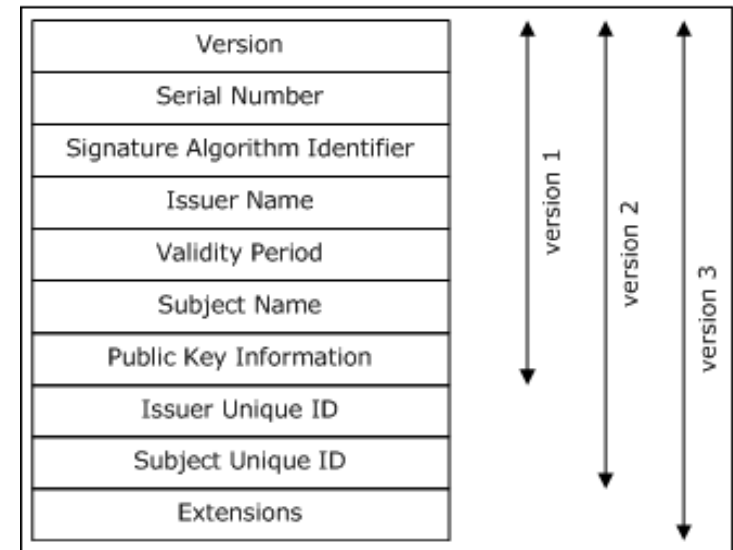 Version
Serial Number
Signature Algorithm Identifier
Issuer Name
Validity Period
Subject Name
Public Key Information
Issuer Unique ID
Subject Unique ID
Extensions
version 1
version 2
version 3